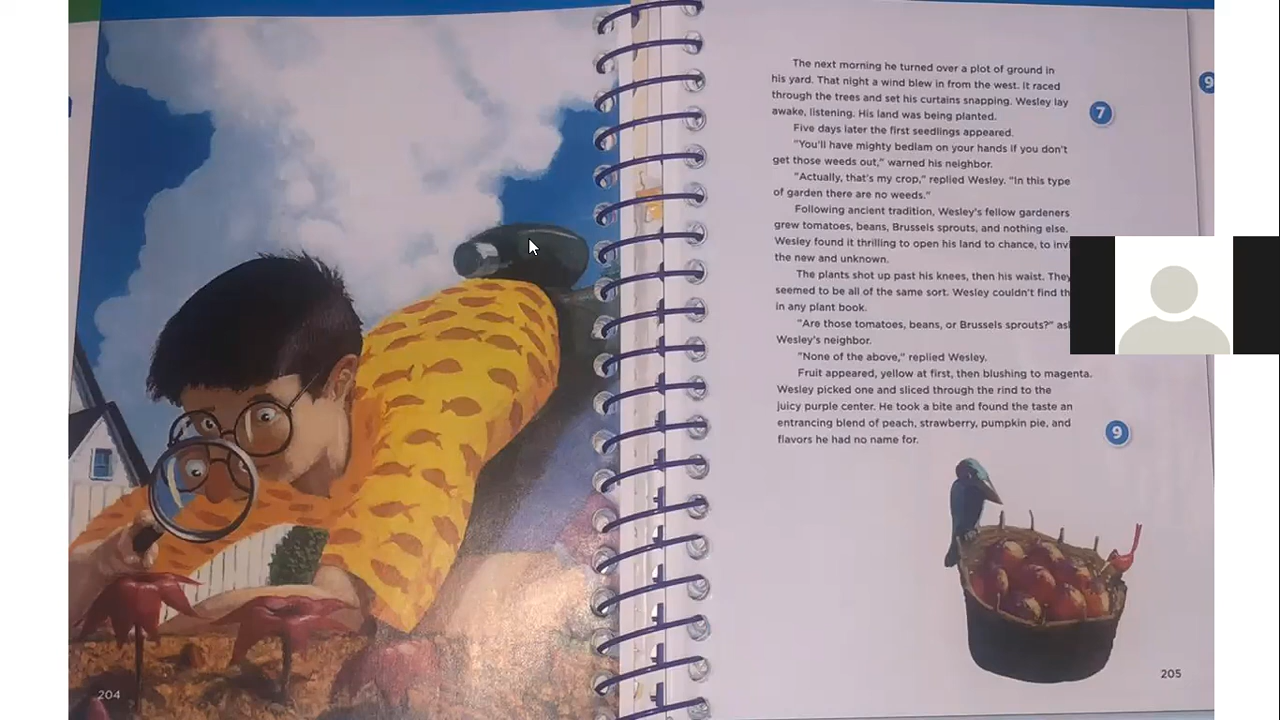 The next morning he turned over a plot of ground in
his yard. That night a wind blew in from the west. It raced
through the trees and set his curtains snapping. Wesley lay
awake, listening. His land was being planted.
7
Five days later the first seedlings appeared.
"You'll have mighty bedlam on your hands if you don't
get those weeds out," warned his neighbor.
"Actually, that's my crop," replied Wesley. "In this type
of garden there are no weeds."
Following ancient tradition, Wesley's fellow gardeners
grew tomatoes, beans, Brussels sprouts, and nothing else.
Wesley found it thrilling to open his land to chance, to
the new and unknown.
The plants shot up past his knees, then his waist. They
seemed to be all of the same sort. Wesley couldn't find
in any plant book.
"Are those tomatoes, beans, or Brussels sprouts?"
Wesley's neighbor.
"None of the above," replied Wesley.
Fruit appeared, yellow at first, then blushing to magenta.
Wesley picked one and sliced through the rind to the
juicy purple center. He took a bite and found the taste an
entrancing blend of peach, strawberry, pumpkin pie, and
flavors he had no name for.
9
204
205
9